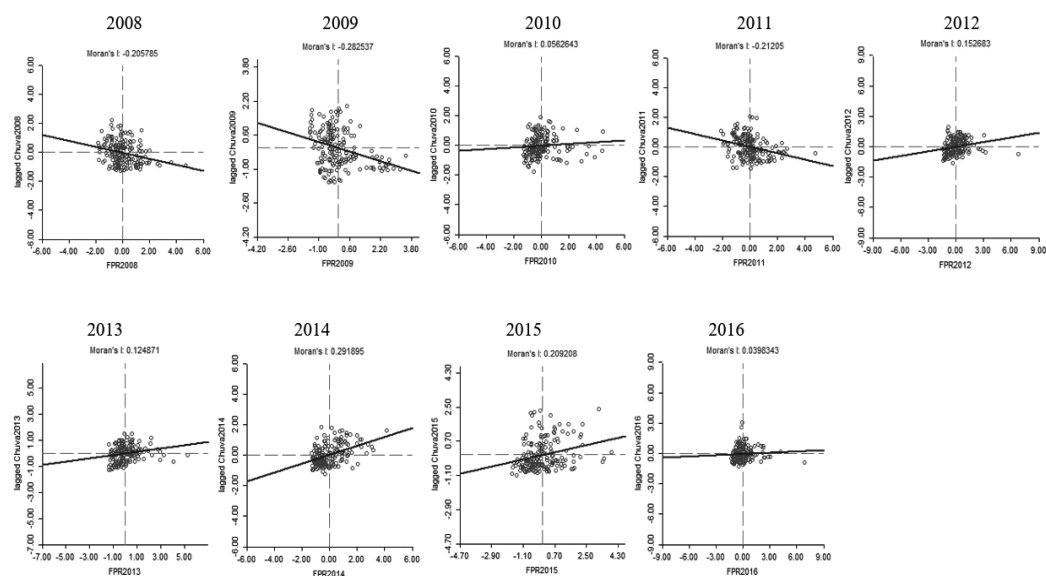 2008
2009
2010
2011
2012
Moran's I: -0.205785
Moran's I: -0.282537
Moran's I: 0.0562643
Moran's I: -0.21205
Moran's I: 0.152683
lagged Chuva2008
6.00
4.00
2.00
0.00
-2.00
-4.00
-6.00
-6.00 -4.00 -2.00 0.00 2.00 4.00 6.00
FPR2008
lagged Chuva2009
3.80
2.20
0.60
-1.00
-2.60
-4.20
-4.20 -2.60 -1.00 0.60 2.20 3.80
FPR2009
lagged Chuva2010
6.00
4.00
2.00
0.00
-2.00
-4.00
-6.00
-6.00 -4.00 -2.00 0.00 2.00 4.00 6.00
FPR2010
lagged Chuva2011
6.00
4.00
2.00
0.00
-2.00
-4.00
-6.00
-6.00 -4.00 -2.00 0.00 2.00 4.00 6.00
FPR2011
lagged Chuva2012
9.00
6.00
3.00
0.00
-3.00
-6.00
-9.00
-9.00 -6.00 -3.00 0.00 3.00 6.00 9.00
FPR2012
2013
2014
2015
2016
Moran's I: 0.124871
Moran's I: 0.291895
Moran's I: 0.209208
Moran's I: 0.0398343
lagged Chuva2013
5.00
3.00
1.00
-1.00
-3.00
-5.00
-7.00
-7.00 -5.00 -3.00 -1.00 1.00 3.00 5.00
FPR2013
lagged Chuva2014
6.00
4.00
2.00
0.00
-2.00
-4.00
-6.00
-6.00 -4.00 -2.00 0.00 2.00 4.00 6.00
FPR2014
lagged Chuva2015
4.30
2.50
0.70
-1.10
-2.90
-4.70
-4.70 -2.90 -1.10 0.70 2.50 4.30
FPR2015
lagged Chuva2016
9.00
6.00
3.00
0.00
-3.00
-6.00
-9.00
-9.00 -6.00 -3.00 0.00 3.00 6.00 9.00
FPR2016